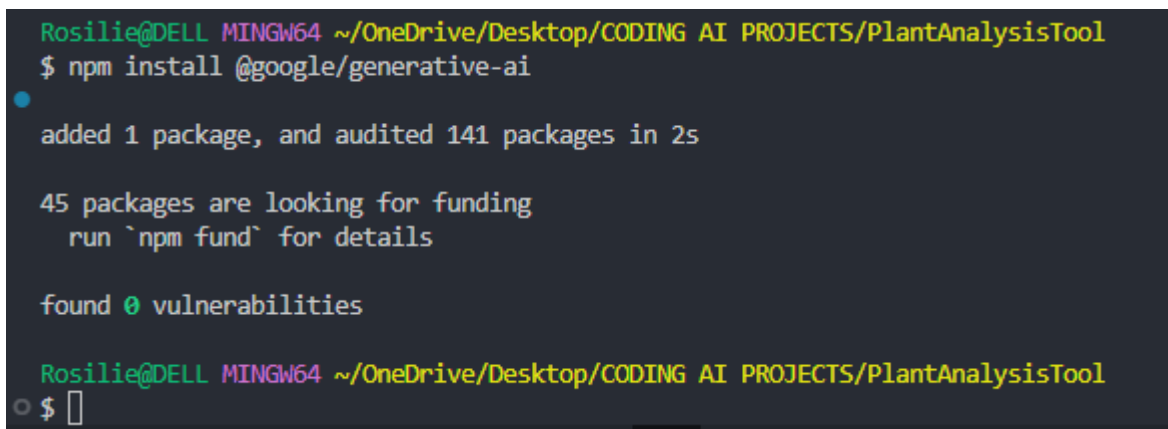 Rosilie@DELL MINGW64 ~/OneDrive/Desktop/CODING AI PROJECTS/PlantAnalysisTool
$ npm install @google/generative-ai
added 1 package, and audited 141 packages in 2s
45 packages are looking for funding
run `npm fund` for details
found 0 vulnerabilities
Rosilie@DELL MINGW64 ~/OneDrive/Desktop/CODING AI PROJECTS/PlantAnalysisTool
$